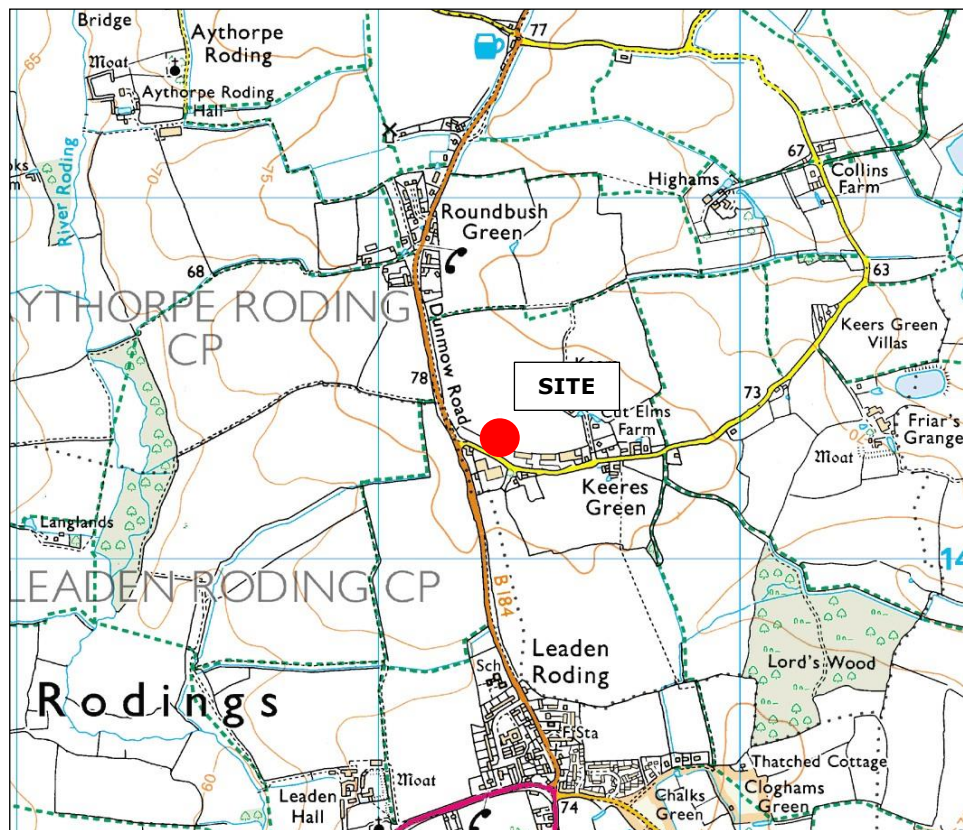 Bridge
Aythorpe
Roding
77
65
Moat
Aythorpe Roding
Hall
70
75
67
Collins
Farm
Highams
River Roding
Roundbush
Green
68
63
AYTHORPE RODING
CP
Dunmow Road
Keers Green
Villas
78
SITE
73
Cut Elms
Farm
Friar's
Grange
70
Moat
Keeres
Green
Langlands
14
LEADEN RODING CP
B184
Leaden
Roding
Sch
Lord's Wood
Rodings
FSta
Thatched Cottage
Moat
Cloghams
Green
Chalks
Green
Leaden
Hall
74